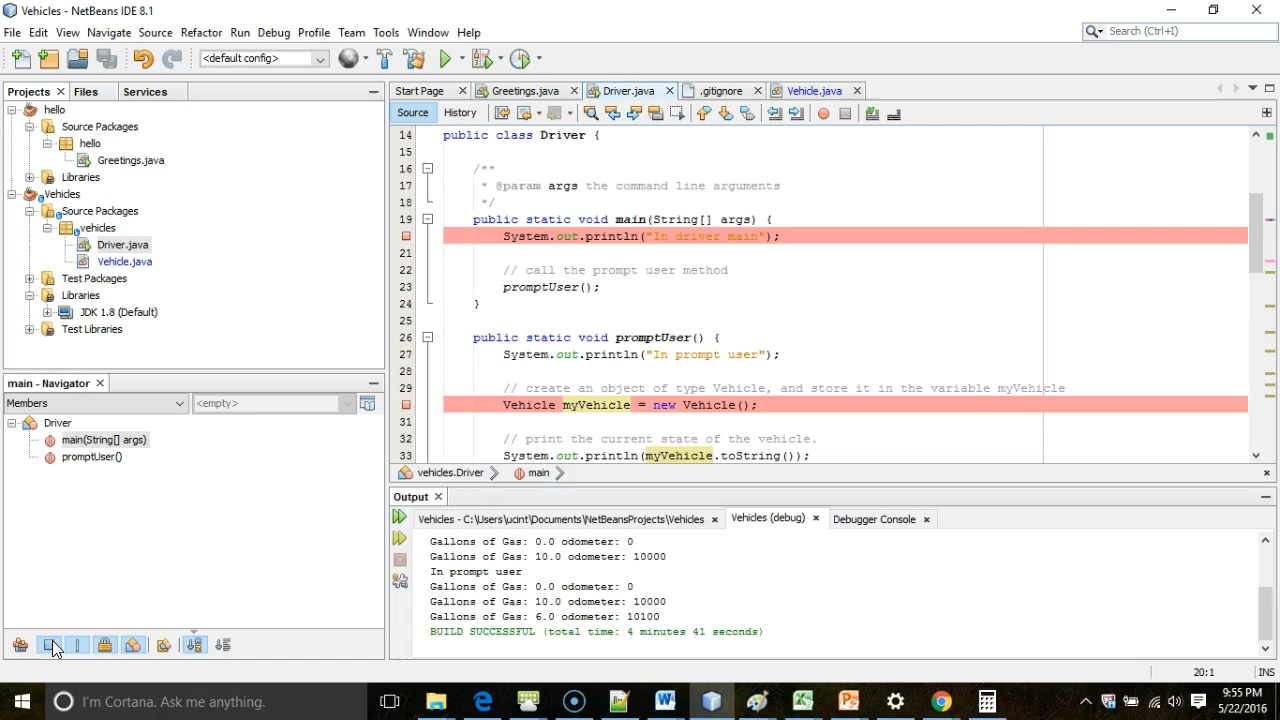 Vehicles - NetBeans IDE 8.1
File Edit View Navigate Source Refactor Run Debug Profile Team Tools Window Help
Search (Ctrl+I)
<default config>
Projects Files Services
hello
Source Packages
hello
Greetings.java
Libraries
Vehicles
Source Packages
vehicles
Driver.java
Vehicle.java
Test Packages
Libraries
JDK 1.8 (Default)
Test Libraries
main - Navigator
Members <empty>
Driver
main(String[] args)
promptUser()
Start Page Greetings.java Driver.java .gitignore Vehicle.java
Source History
14 public class Driver {
15
16 /**
17 * @param args the command line arguments
18 */
19 public static void main(String[] args) {
System.out.println("In driver main");
21
22 // call the prompt user method
23 promptUser();
24 }
25
26 public static void promptUser() {
27 System.out.println("In prompt user");
28
29 // create an object of type Vehicle, and store it in the variable myVehicle
Vehicle myVehicle = new Vehicle();
31
32 // print the current state of the vehicle.
33 System.out.println(myVehicle.toString());
vehicles.Driver main
Output
Vehicles - C:\Users\ucint\Documents\NetBeansProjects\Vehicles Vehicles (debug) Debugger Console
Gallons of Gas: 0.0 odometer: 0
Gallons of Gas: 10.0 odometer: 10000
In prompt user
Gallons of Gas: 0.0 odometer: 0
Gallons of Gas: 10.0 odometer: 10000
Gallons of Gas: 6.0 odometer: 10100
BUILD SUCCESSFUL (total time: 4 minutes 41 seconds)
20:1 INS
I'm Cortana. Ask me anything.
9:55 PM
5/22/2016